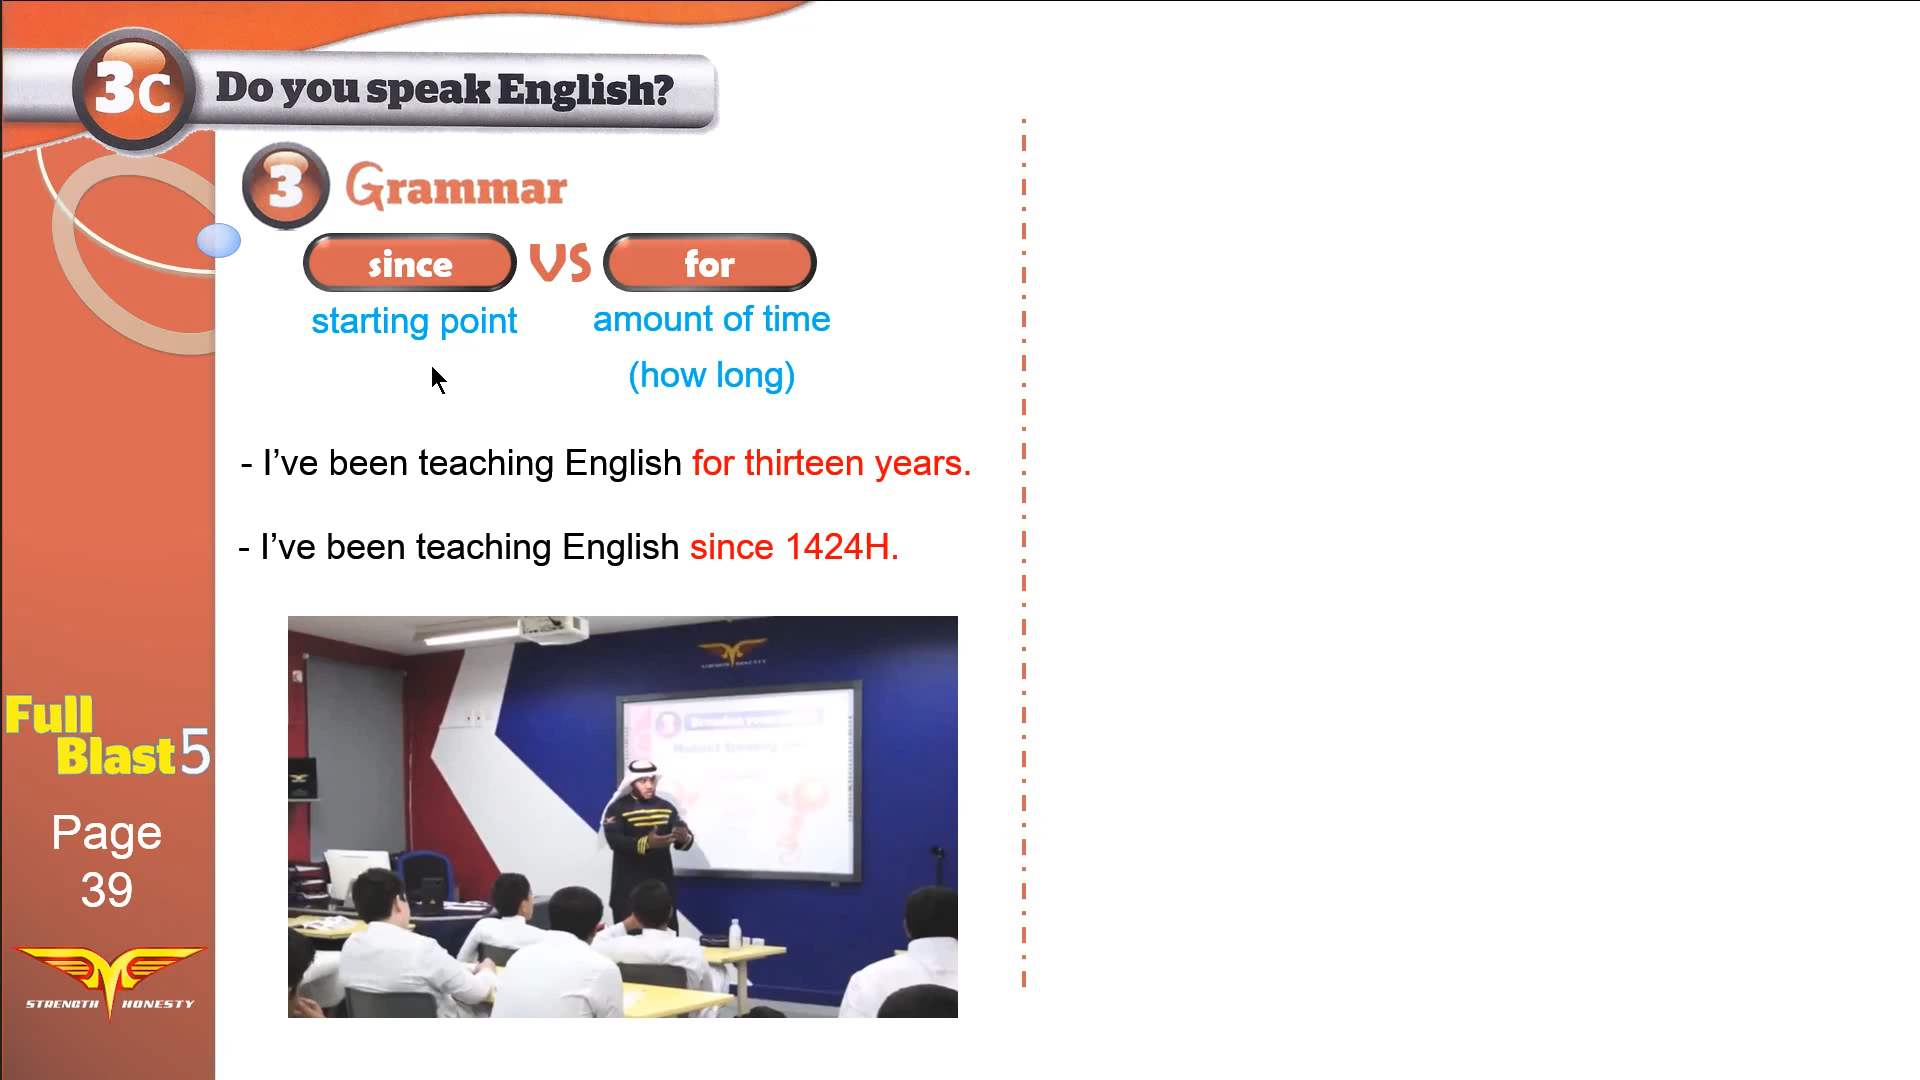 3C Do you speak English?
3 Grammar
since VS for
starting point
amount of time
(how long)
- I’ve been teaching English for thirteen years.
- I’ve been teaching English since 1424H.
Full
Blast 5
Page
39
STRENGTH HONESTY